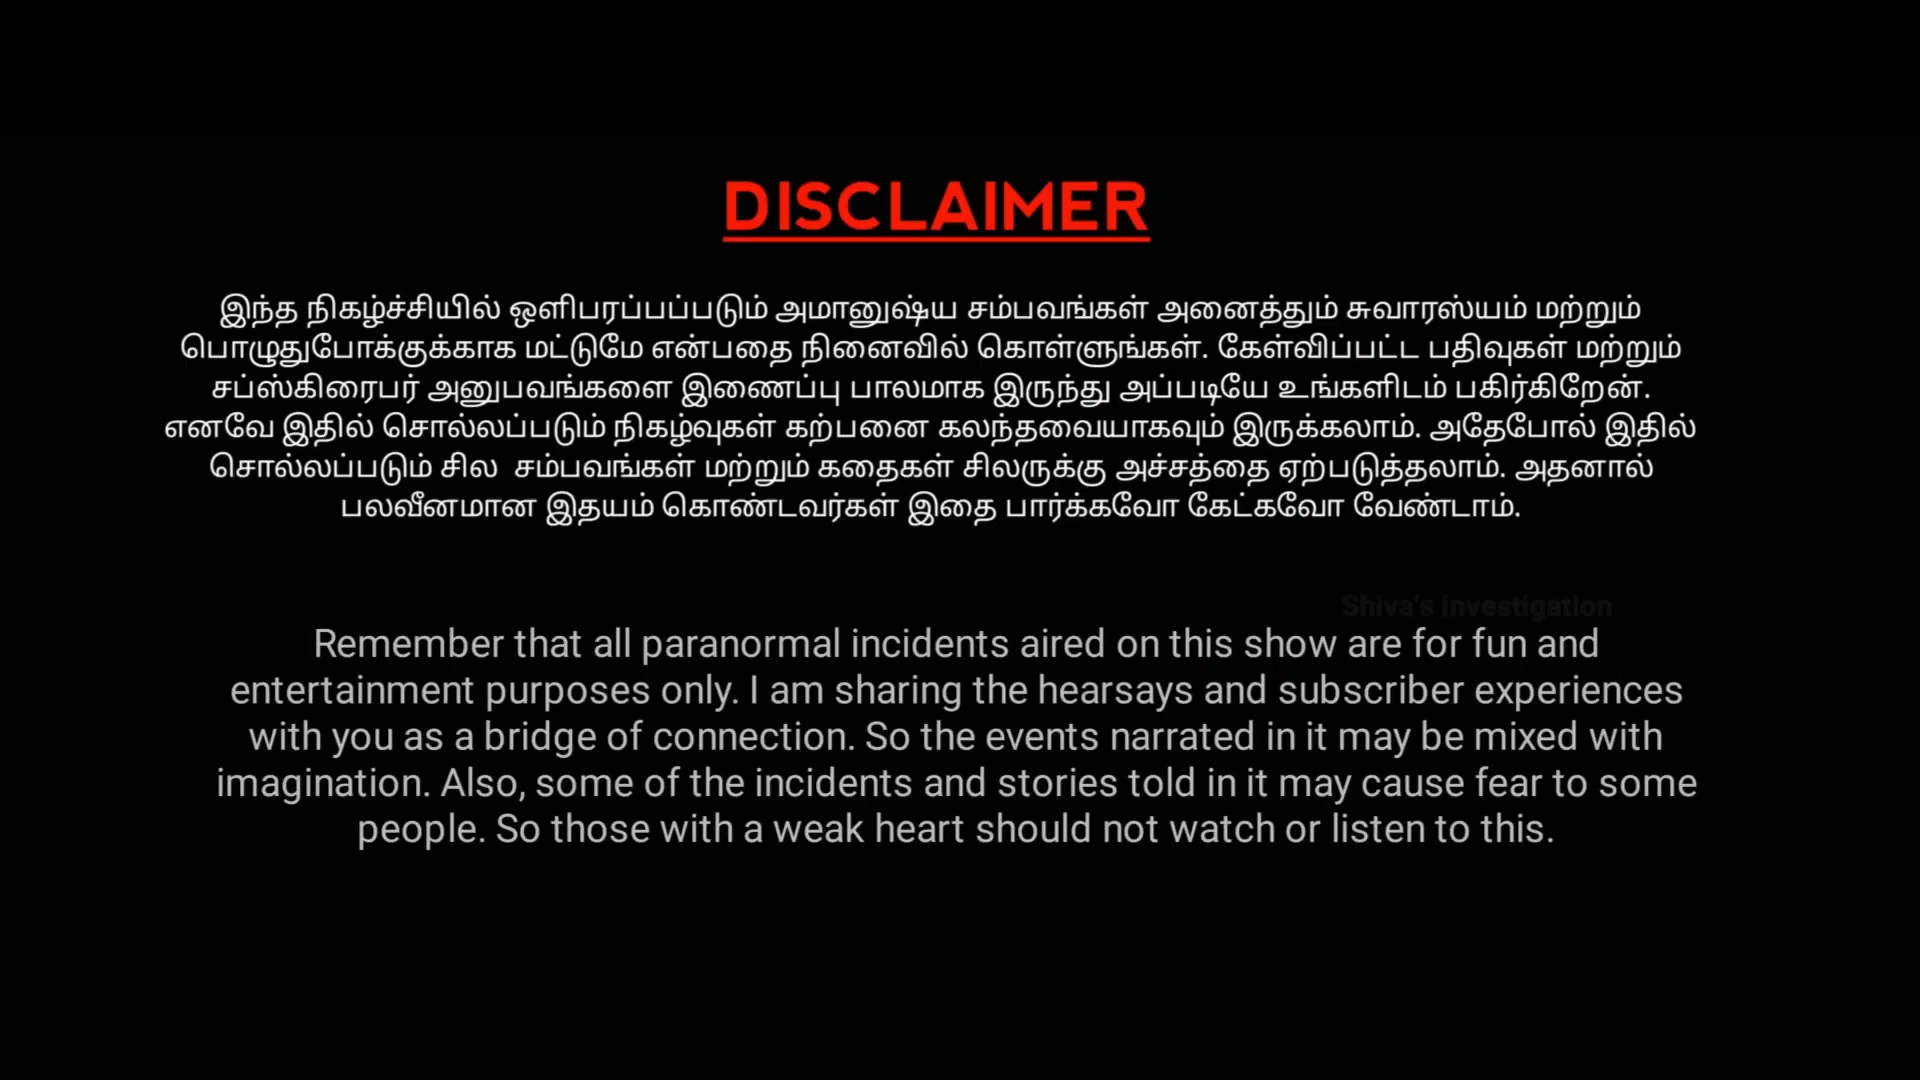 DISCLAIMER
இந்த நிகழ்ச்சியில் ஒளிபரப்பப்படும் அமானுஷ்ய சம்பவங்கள் அனைத்தும் சுவாரஸ்யம் மற்றும்
பொழுதுபோக்குக்காக மட்டுமே என்பதை நினைவில் கொள்ளுங்கள். கேள்விப்பட்ட பதிவுகள் மற்றும்
சப்ஸ்கிரைபர் அனுபவங்களை இணைப்பு பாலமாக இருந்து அப்படியே உங்களிடம் பகிர்கிறேன்.
எனவே இதில் சொல்லப்படும் நிகழ்வுகள் கற்பனை கலந்தவையாகவும் இருக்கலாம். அதேபோல் இதில்
சொல்லப்படும் சில சம்பவங்கள் மற்றும் கதைகள் சிலருக்கு அச்சத்தை ஏற்படுத்தலாம். அதனால்
பலவீனமான இதயம் கொண்டவர்கள் இதை பார்க்கவோ கேட்கவோ வேண்டாம்.
Shiva's Investigation
Remember that all paranormal incidents aired on this show are for fun and
entertainment purposes only. I am sharing the hearsays and subscriber experiences
with you as a bridge of connection. So the events narrated in it may be mixed with
imagination. Also, some of the incidents and stories told in it may cause fear to some
people. So those with a weak heart should not watch or listen to this.